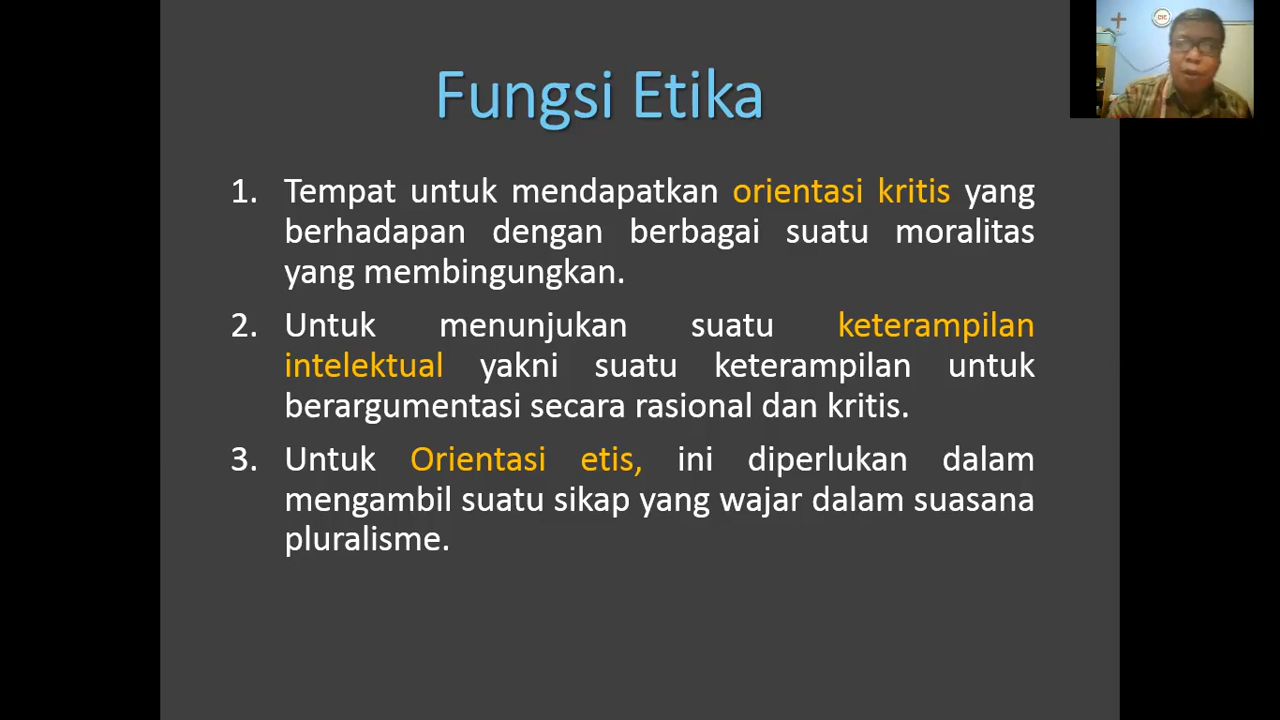 Fungsi Etika
1. Tempat untuk mendapatkan orientasi kritis yang
berhadapan dengan berbagai suatu moralitas
yang membingungkan.
2. Untuk menunjukan suatu keterampilan
intelektual yakni suatu keterampilan untuk
berargumentasi secara rasional dan kritis.
3. Untuk Orientasi etis, ini diperlukan dalam
mengambil suatu sikap yang wajar dalam suasana
pluralisme.